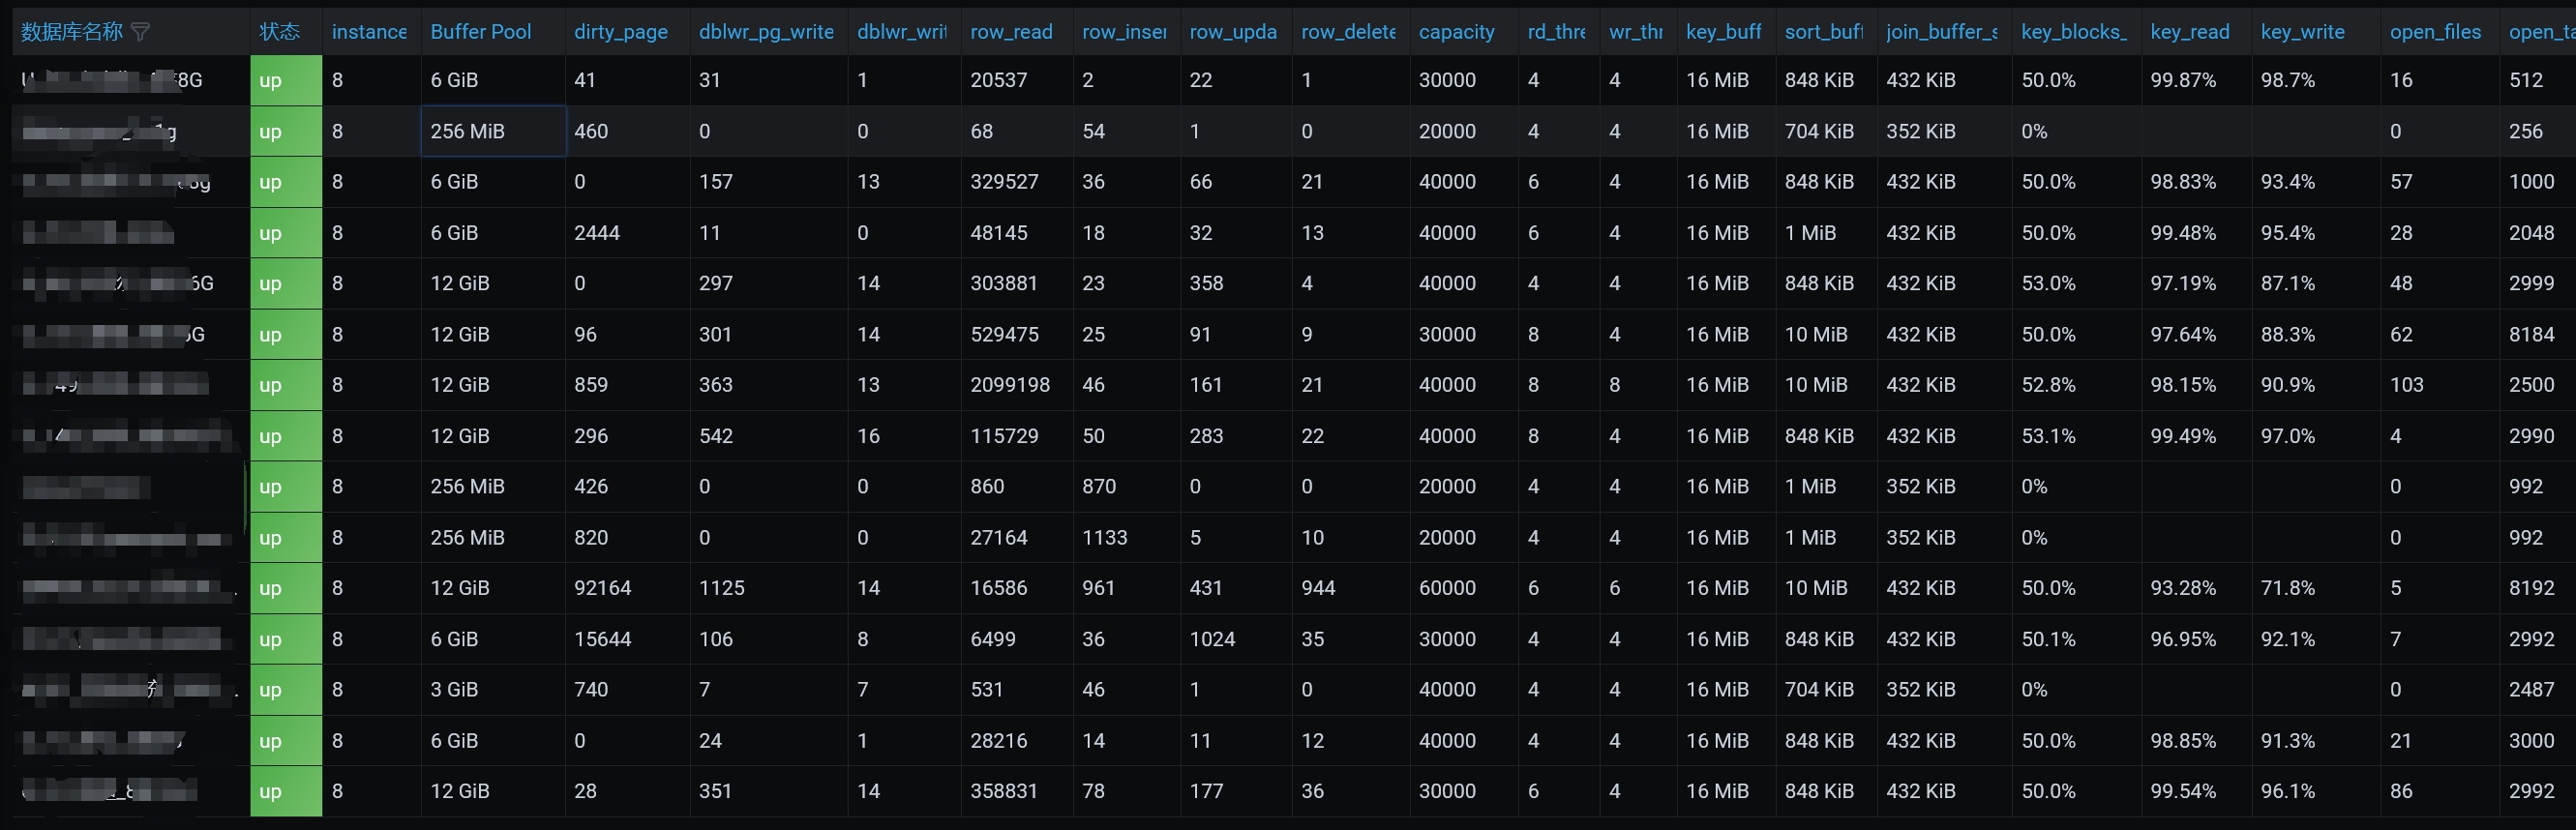 数据库名称 状态 instance Buffer Pool dirty_page dblwr_pg_write dblwr_writ row_read row_inser row_upda row_delete capacity rd_thre wr_thr key_buff sort_buff join_buffer_s key_blocks_ key_read key_write open_files open_ta
8G up 8 6 GiB 41 31 1 20537 2 22 1 30000 4 4 16 MiB 848 KiB 432 KiB 50.0% 99.87% 98.7% 16 512
up 8 256 MiB 460 0 0 68 54 1 0 20000 4 4 16 MiB 704 KiB 352 KiB 0% 0 256
up 8 6 GiB 0 157 13 329527 36 66 21 40000 6 4 16 MiB 848 KiB 432 KiB 50.0% 98.83% 93.4% 57 1000
up 8 6 GiB 2444 11 0 48145 18 32 13 40000 6 4 16 MiB 1 MiB 432 KiB 50.0% 99.48% 95.4% 28 2048
6G up 8 12 GiB 0 297 14 303881 23 358 4 40000 4 4 16 MiB 848 KiB 432 KiB 53.0% 97.19% 87.1% 48 2999
up 8 12 GiB 96 301 14 529475 25 91 9 30000 8 4 16 MiB 10 MiB 432 KiB 50.0% 97.64% 88.3% 62 8184
up 8 12 GiB 859 363 13 2099198 46 161 21 40000 8 8 16 MiB 10 MiB 432 KiB 52.8% 98.15% 90.9% 103 2500
up 8 12 GiB 296 542 16 115729 50 283 22 40000 8 4 16 MiB 848 KiB 432 KiB 53.1% 99.49% 97.0% 4 2990
up 8 256 MiB 426 0 0 860 870 0 0 20000 4 4 16 MiB 1 MiB 352 KiB 0% 0 992
up 8 256 MiB 820 0 0 27164 1133 5 10 20000 4 4 16 MiB 1 MiB 352 KiB 0% 0 992
up 8 12 GiB 92164 1125 14 16586 961 431 944 60000 6 6 16 MiB 10 MiB 432 KiB 50.0% 93.28% 71.8% 5 8192
up 8 6 GiB 15644 106 8 6499 36 1024 35 30000 4 4 16 MiB 848 KiB 432 KiB 50.1% 96.95% 92.1% 7 2992
up 8 3 GiB 740 7 7 531 46 1 0 40000 4 4 16 MiB 704 KiB 352 KiB 0% 0 2487
up 8 6 GiB 0 24 1 28216 14 11 12 40000 4 4 16 MiB 848 KiB 432 KiB 50.0% 98.85% 91.3% 21 3000
up 8 12 GiB 28 351 14 358831 78 177 36 30000 6 4 16 MiB 848 KiB 432 KiB 50.0% 99.54% 96.1% 86 2992